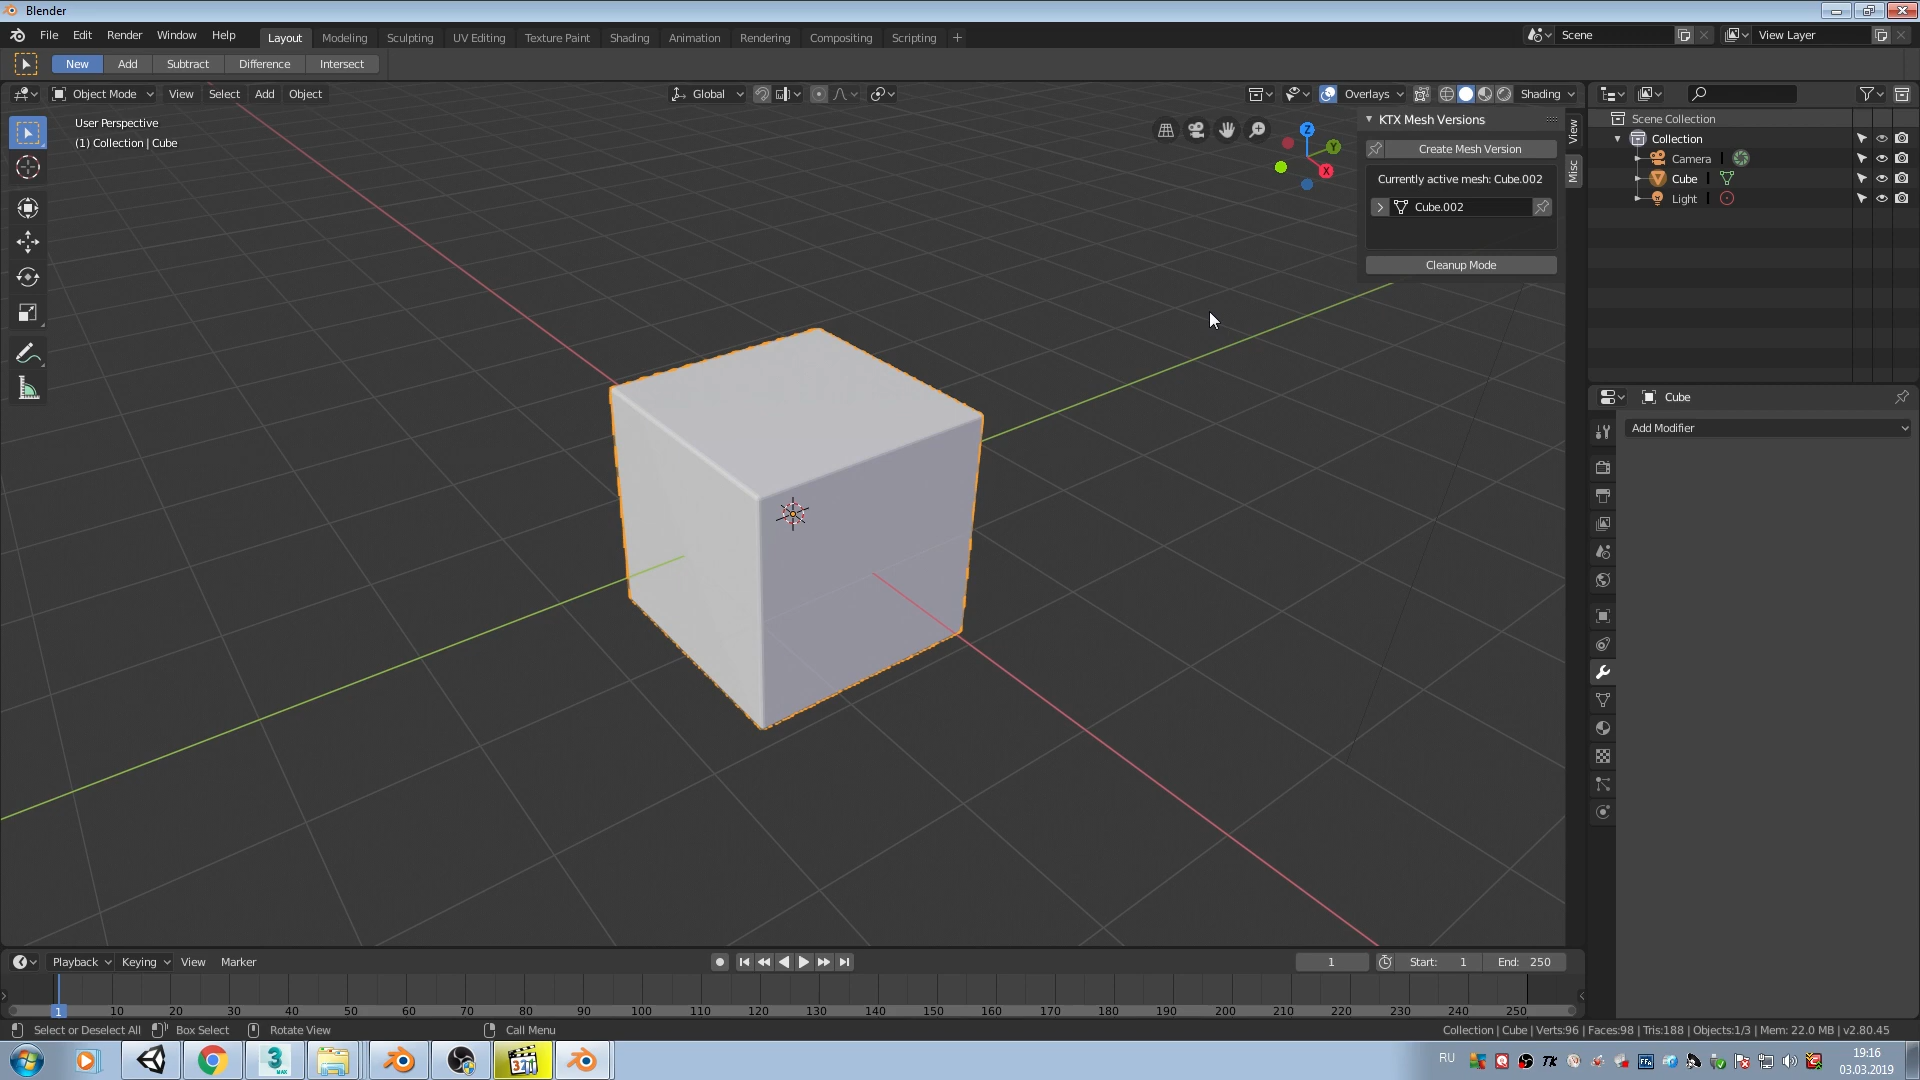 Blender
File Edit Render Window Help Layout Modeling Sculpting UV Editing Texture Paint Shading Animation Rendering Compositing Scripting + Scene View Layer
New Add Subtract Difference Intersect
Object Mode View Select Add Object Global Overlays Shading
User Perspective
(1) Collection | Cube
Z
Y
X
KTX Mesh Versions
Create Mesh Version
Currently active mesh: Cube.002
Cube.002
Cleanup Mode
View
Misc
Scene Collection
Collection
Camera
Cube
Light
Cube
Add Modifier
Playback Keying View Marker 1 Start: 1 End: 250
1 10 20 30 40 50 60 70 80 90 100 110 120 130 140 150 160 170 180 190 200 210 220 230 240 250
Select or Deselect All Box Select Rotate View Call Menu Collection | Cube | Verts:96 | Faces:98 | Tris:188 | Objects:1/3 | Mem: 22.0 MB | v2.80.45
3
MAX
321
RU
TK
FFA
19:16
03.03.2019